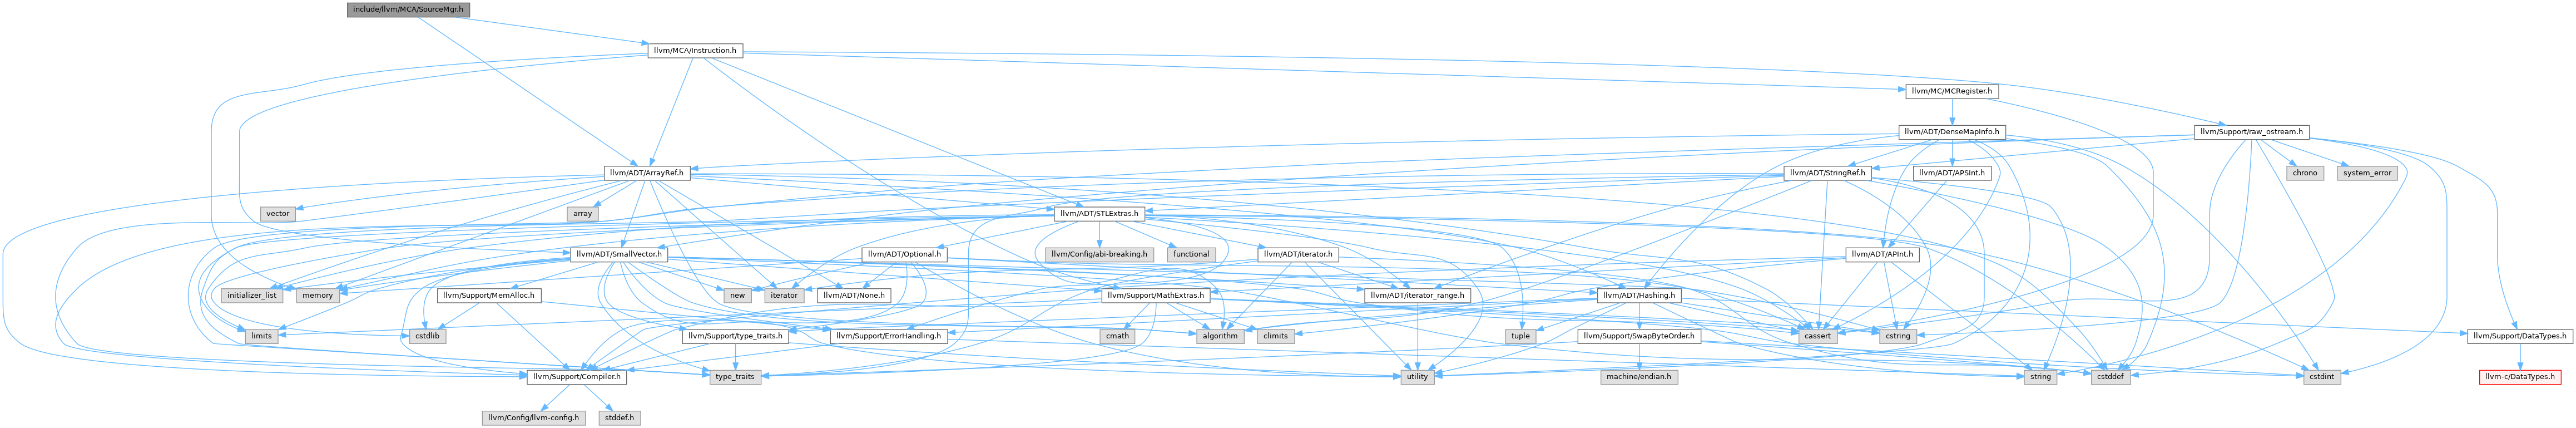 include/llvm/MCA/SourceMgr.h
llvm/MCA/Instruction.h
llvm/MC/MCRegister.h
llvm/ADT/DenseMapInfo.h
llvm/Support/raw_ostream.h
llvm/ADT/ArrayRef.h
llvm/ADT/StringRef.h
llvm/ADT/APSInt.h
chrono
system_error
vector
array
llvm/ADT/STLExtras.h
llvm/ADT/SmallVector.h
llvm/ADT/Optional.h
llvm/Config/abi-breaking.h
functional
llvm/ADT/iterator.h
llvm/ADT/APInt.h
initializer_list
memory
llvm/Support/MemAlloc.h
new
iterator
llvm/ADT/None.h
llvm/Support/MathExtras.h
llvm/ADT/iterator_range.h
llvm/ADT/Hashing.h
limits
cstdlib
llvm/Support/type_traits.h
llvm/Support/ErrorHandling.h
cmath
algorithm
climits
tuple
llvm/Support/SwapByteOrder.h
cassert
cstring
llvm/Support/DataTypes.h
llvm/Support/Compiler.h
type_traits
utility
machine/endian.h
string
cstddef
cstdint
llvm-c/DataTypes.h
llvm/Config/llvm-config.h
stddef.h